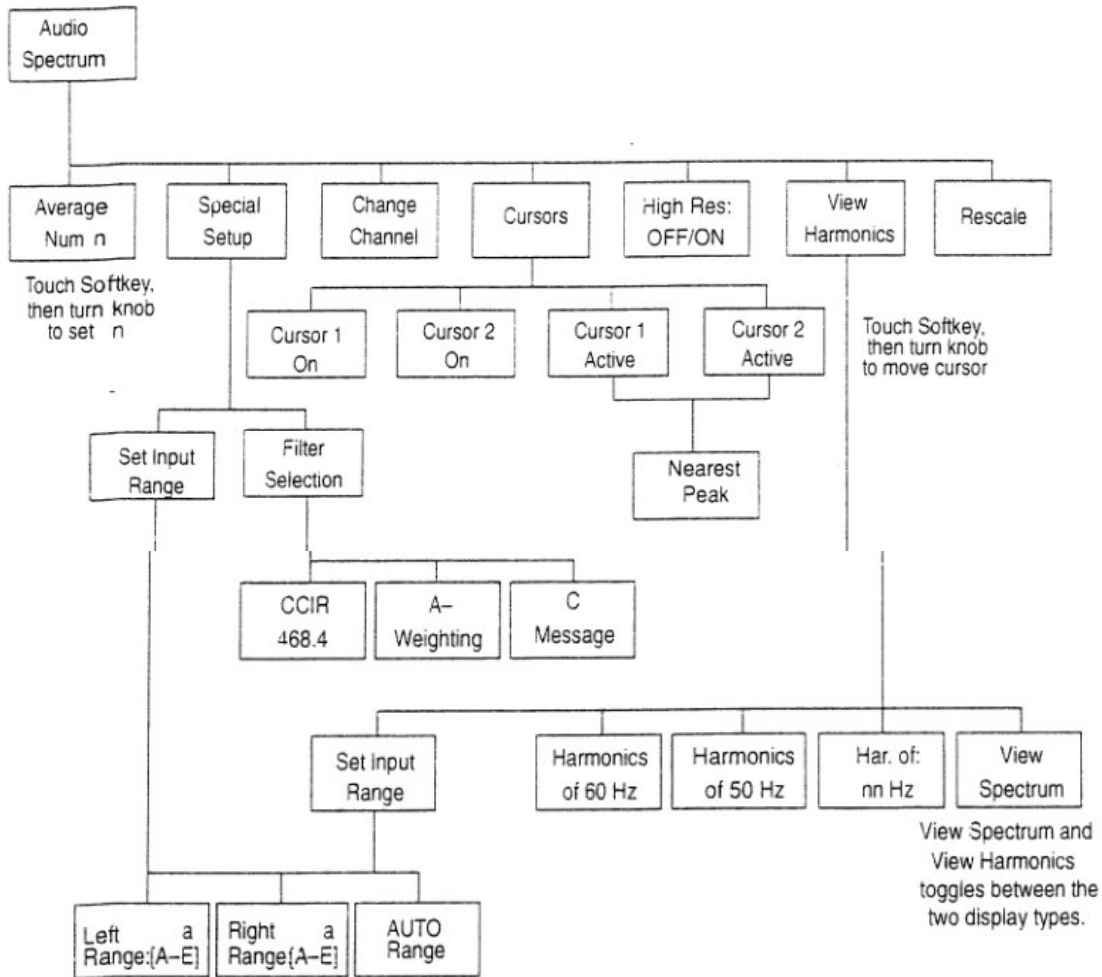 Audio
Spectrum
Average
Num n
Special
Setup
Change
Channel
Cursors
High Res:
OFF/ON
View
Harmonics
Rescale
Touch Softkey,
then turn knob
to set n
Cursor 1
On
Cursor 2
On
Cursor 1
Active
Cursor 2
Active
Touch Softkey,
then turn knob
to move cursor
Set Input
Range
Filter
Selection
Nearest
Peak
CCIR
468.4
A–
Weighting
C
Message
Set Input
Range
Harmonics
of 60 Hz
Harmonics
of 50 Hz
Har. of:
nn Hz
View
Spectrum
View Spectrum and
View Harmonics
toggles between the
two display types.
Left a
Range:[A–E]
Right a
Range:[A–E]
AUTO
Range